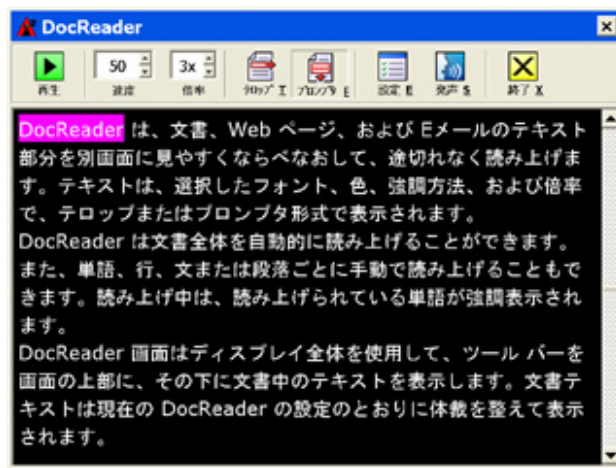 DocReader
50
3x
再生
速度
倍率
テロップ T
プロンプタ E
設定 E
発声 S
終了 X
DocReader は、文書、Web ページ、および Eメールのテキスト
部分を別画面に見やすくならべなおして、途切れなく読み上げま
す。テキストは、選択したフォント、色、強調方法、および倍率
で、テロップまたはプロンプタ形式で表示されます。
DocReader は文書全体を自動的に読み上げることができます。
また、単語、行、文または段落ごとに手動で読み上げることもで
きます。読み上げ中は、読み上げられている単語が強調表示され
ます。
DocReader 画面はディスプレイ全体を使用して、ツール バーを
画面の上部に、その下に文書中のテキストを表示します。文書テ
キストは現在の DocReader の設定のとおりに体裁を整えて表示
されます。